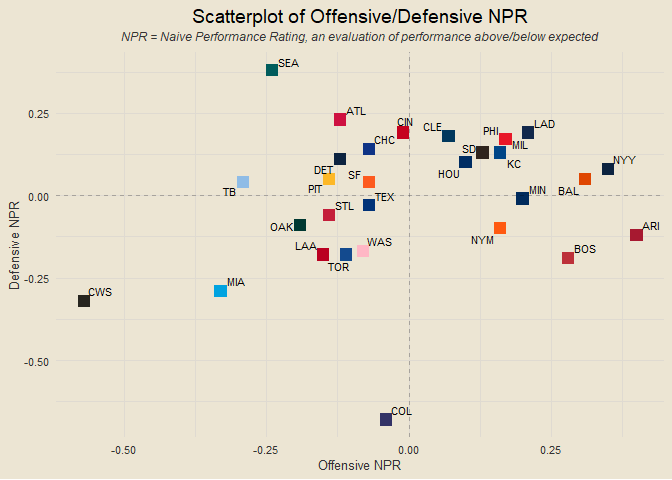 Scatterplot of Offensive/Defensive NPR
NPR = Naive Performance Rating, an evaluation of performance above/below expected
SEA
ATL
CIN
CLE
PHI
LAD
CHC
SD
MIL
DET
HOU
KC
NYY
SF
PIT
TB
TEX
MIN
BAL
STL
OAK
NYM
ARI
LAA
WAS
TOR
BOS
MIA
CWS
COL
0.25
0.00
-0.25
-0.50
Defensive NPR
-0.50
-0.25
0.00
0.25
Offensive NPR